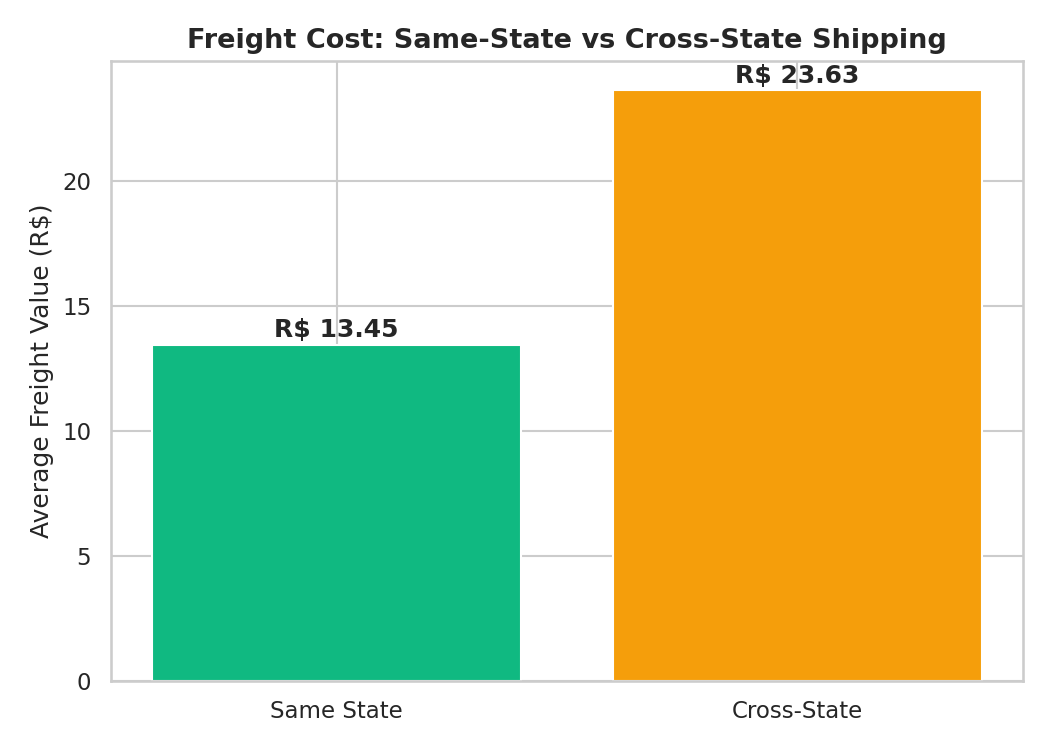 Freight Cost: Same-State vs Cross-State Shipping
R$ 23.63
R$ 13.45
Average Freight Value (R$)
20
15
10
5
0
Same State
Cross-State